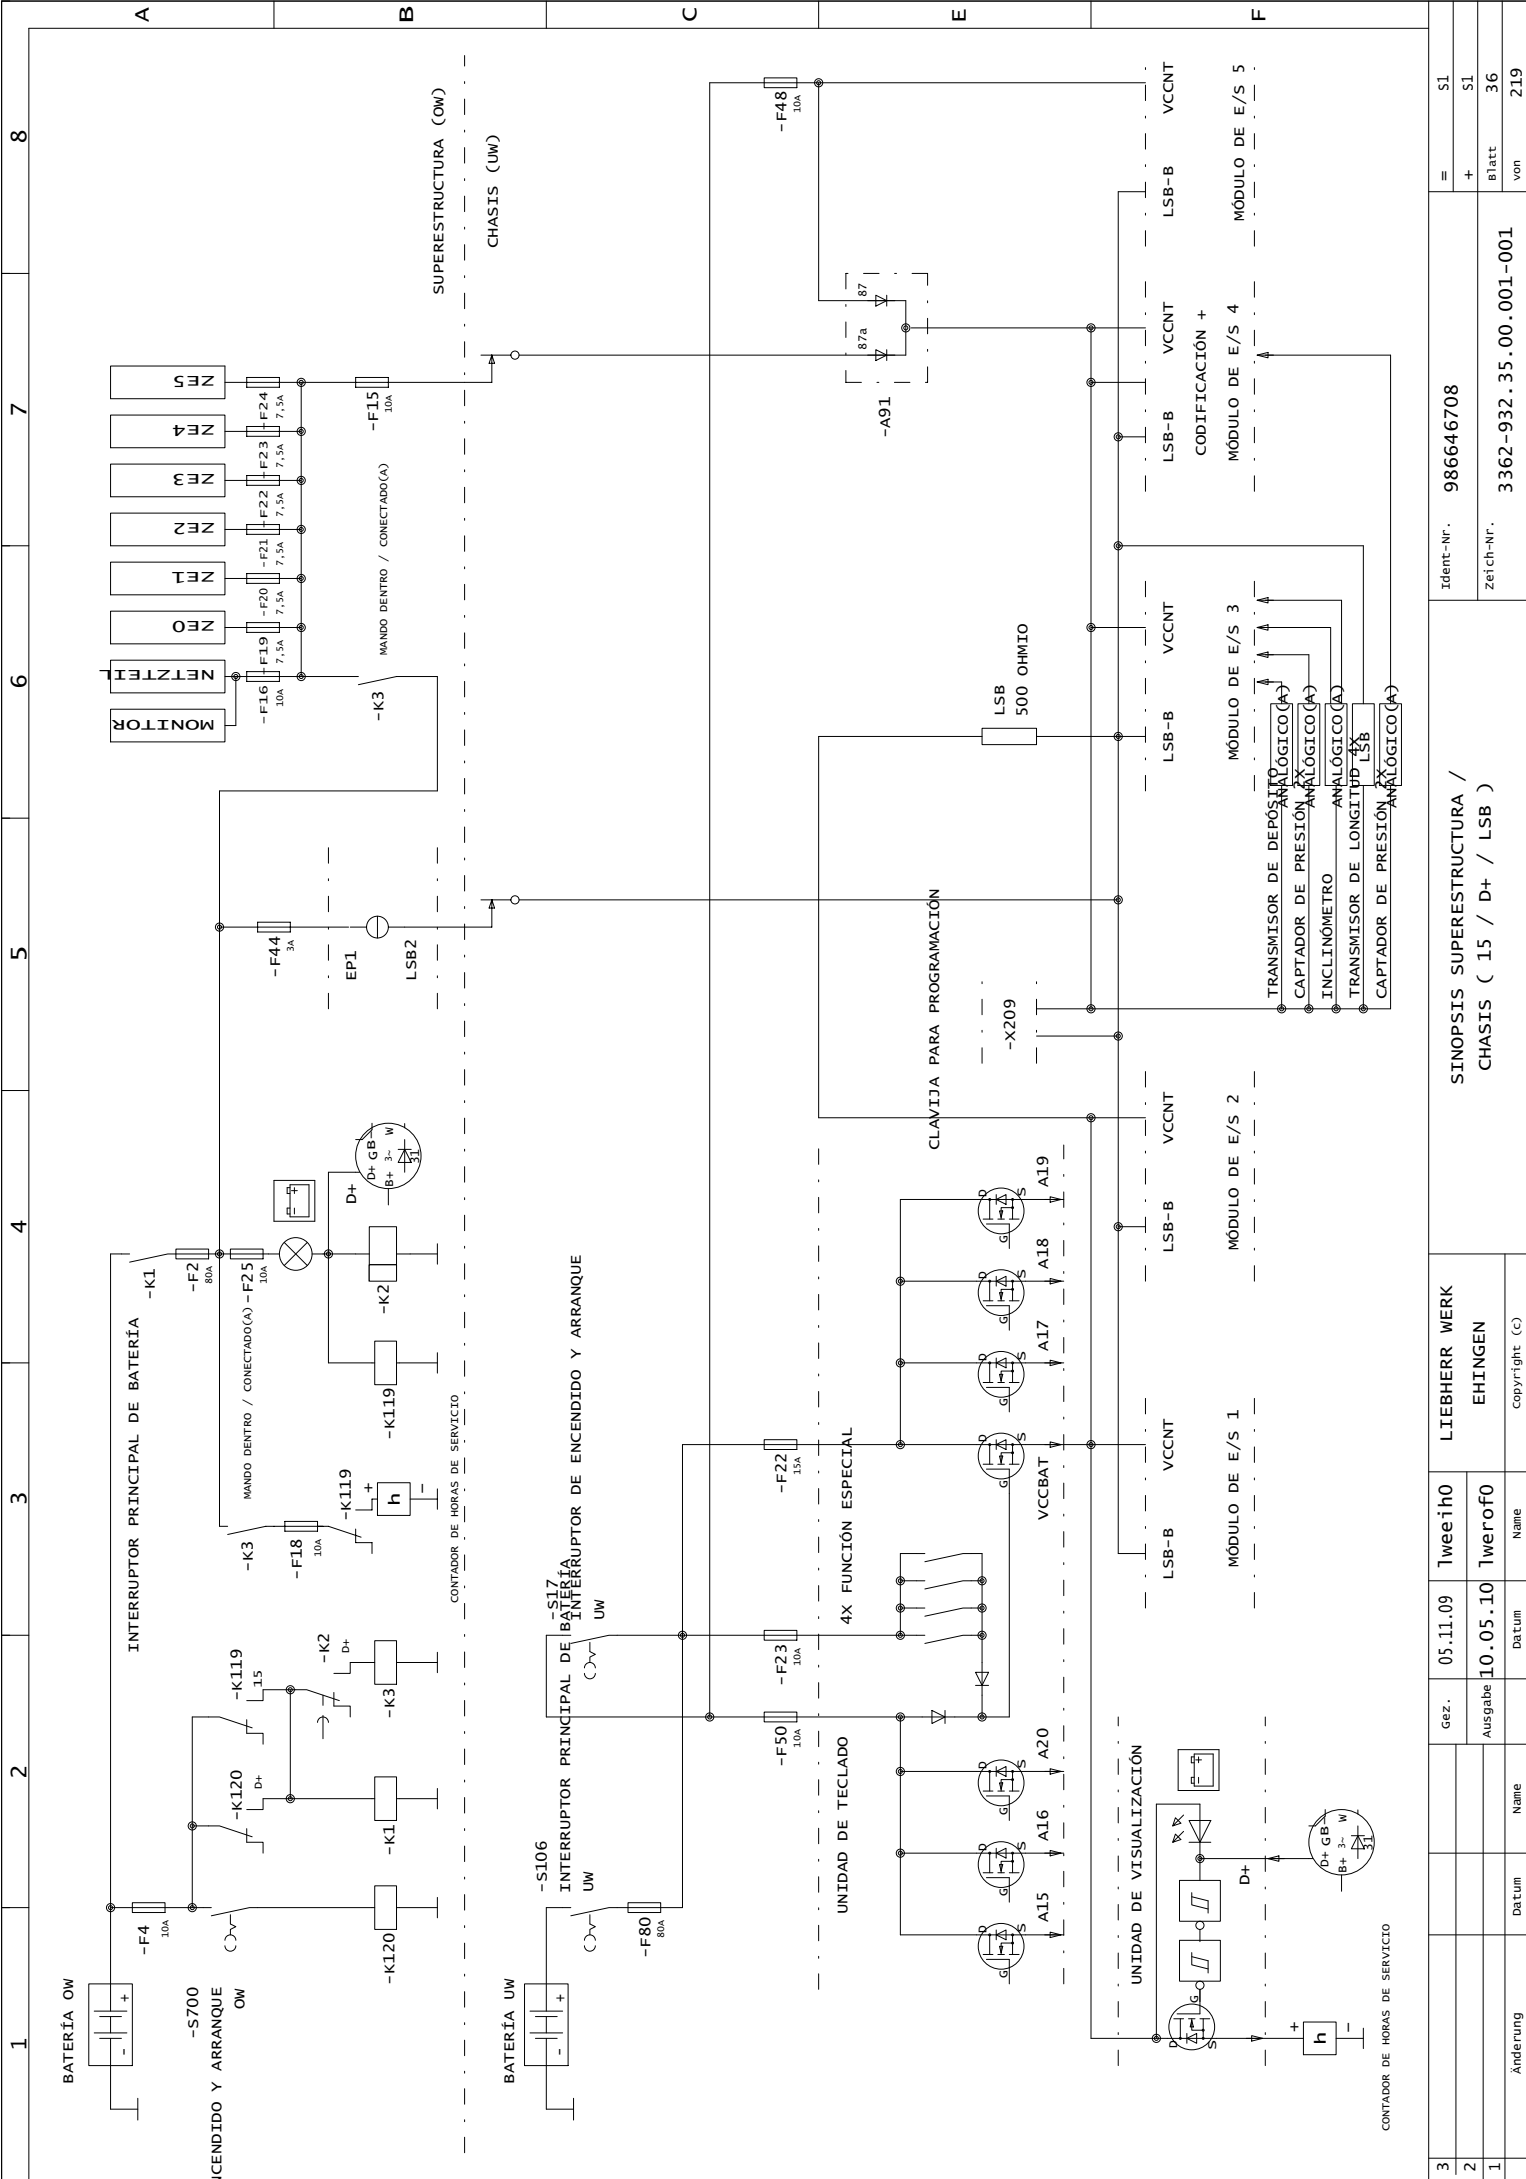 1
2
3
4
5
6
7
8
A
B
C
E
F
BATERÍA OW
-
+
-F4
10A
-S700
NCENDIDO Y ARRANQUE
OW
-K120
-K120
D+
-K1
-K119
15
-K2
D+
-K3
INTERRUPTOR PRINCIPAL DE BATERÍA
-K1
-F2
80A
MANDO DENTRO / CONECTADO(A)
-F25
10A
-K3
-F18
10A
-K119
+
h
-
CONTADOR DE HORAS DE SERVICIO
-K119
-K2
- +
D+
D+ GB
B+ 3~ W
31
-F44
3A
EP1
LSB2
MONITOR
NETZTEIL
ZE0
ZE1
ZE2
ZE3
ZE4
ZE5
-F16
10A
-F19
7,5A
-F20
7,5A
-F21
7,5A
-F22
7,5A
-F23
7,5A
-F24
7,5A
-K3
MANDO DENTRO / CONECTADO(A)
-F15
10A
SUPERESTRUCTURA (OW)
CHASIS (UW)
BATERÍA UW
-
+
-S106
INTERRUPTOR PRINCIPAL DE BATERÍA
UW
-F80
80A
-S17
INTERRUPTOR DE ENCENDIDO Y ARRANQUE
UW
-F50
10A
-F23
10A
-F22
15A
-F48
10A
UNIDAD DE TECLADO
4X FUNCIÓN ESPECIAL
D
G
S
A15
A16
A20
VCCBAT
D
S
G
A17
D
S
G
A18
D
S
G
A19
D
S
G
CLAVIJA PARA PROGRAMACIÓN
-X209
LSB
500 OHMIO
-A91
87a
87
UNIDAD DE VISUALIZACIÓN
D
G
S
- +
D+
D+ GB
B+ 3~ W
31
+
h
-
CONTADOR DE HORAS DE SERVICIO
LSB-B
VCCNT
MÓDULO DE E/S 1
LSB-B
VCCNT
MÓDULO DE E/S 2
LSB-B
VCCNT
MÓDULO DE E/S 3
LSB-B
VCCNT
CODIFICACIÓN +
MÓDULO DE E/S 4
LSB-B
VCCNT
MÓDULO DE E/S 5
TRANSMISOR DE DEPÓSITO
ANALÓGICO(A)
CAPTADOR DE PRESIÓN 2X
ANALÓGICO(A)
INCLINÓMETRO
ANALÓGICO(A)
TRANSMISOR DE LONGITUD 4X
LSB
CAPTADOR DE PRESIÓN 2X
ANALÓGICO(A)
3
2
1
Änderung
Datum
Name
Gez.
05.11.09
lweeih0
Ausgabe
10.05.10
lwerof0
Datum
Name
LIEBHERR WERK
EHINGEN
Copyright (c)
SINOPSIS SUPERESTRUCTURA /
CHASIS ( 15 / D+ / LSB )
Ident-Nr.
986646708
Zeich-Nr.
3362-932.35.00.001-001
=
S1
+
S1
Blatt
36
von
219